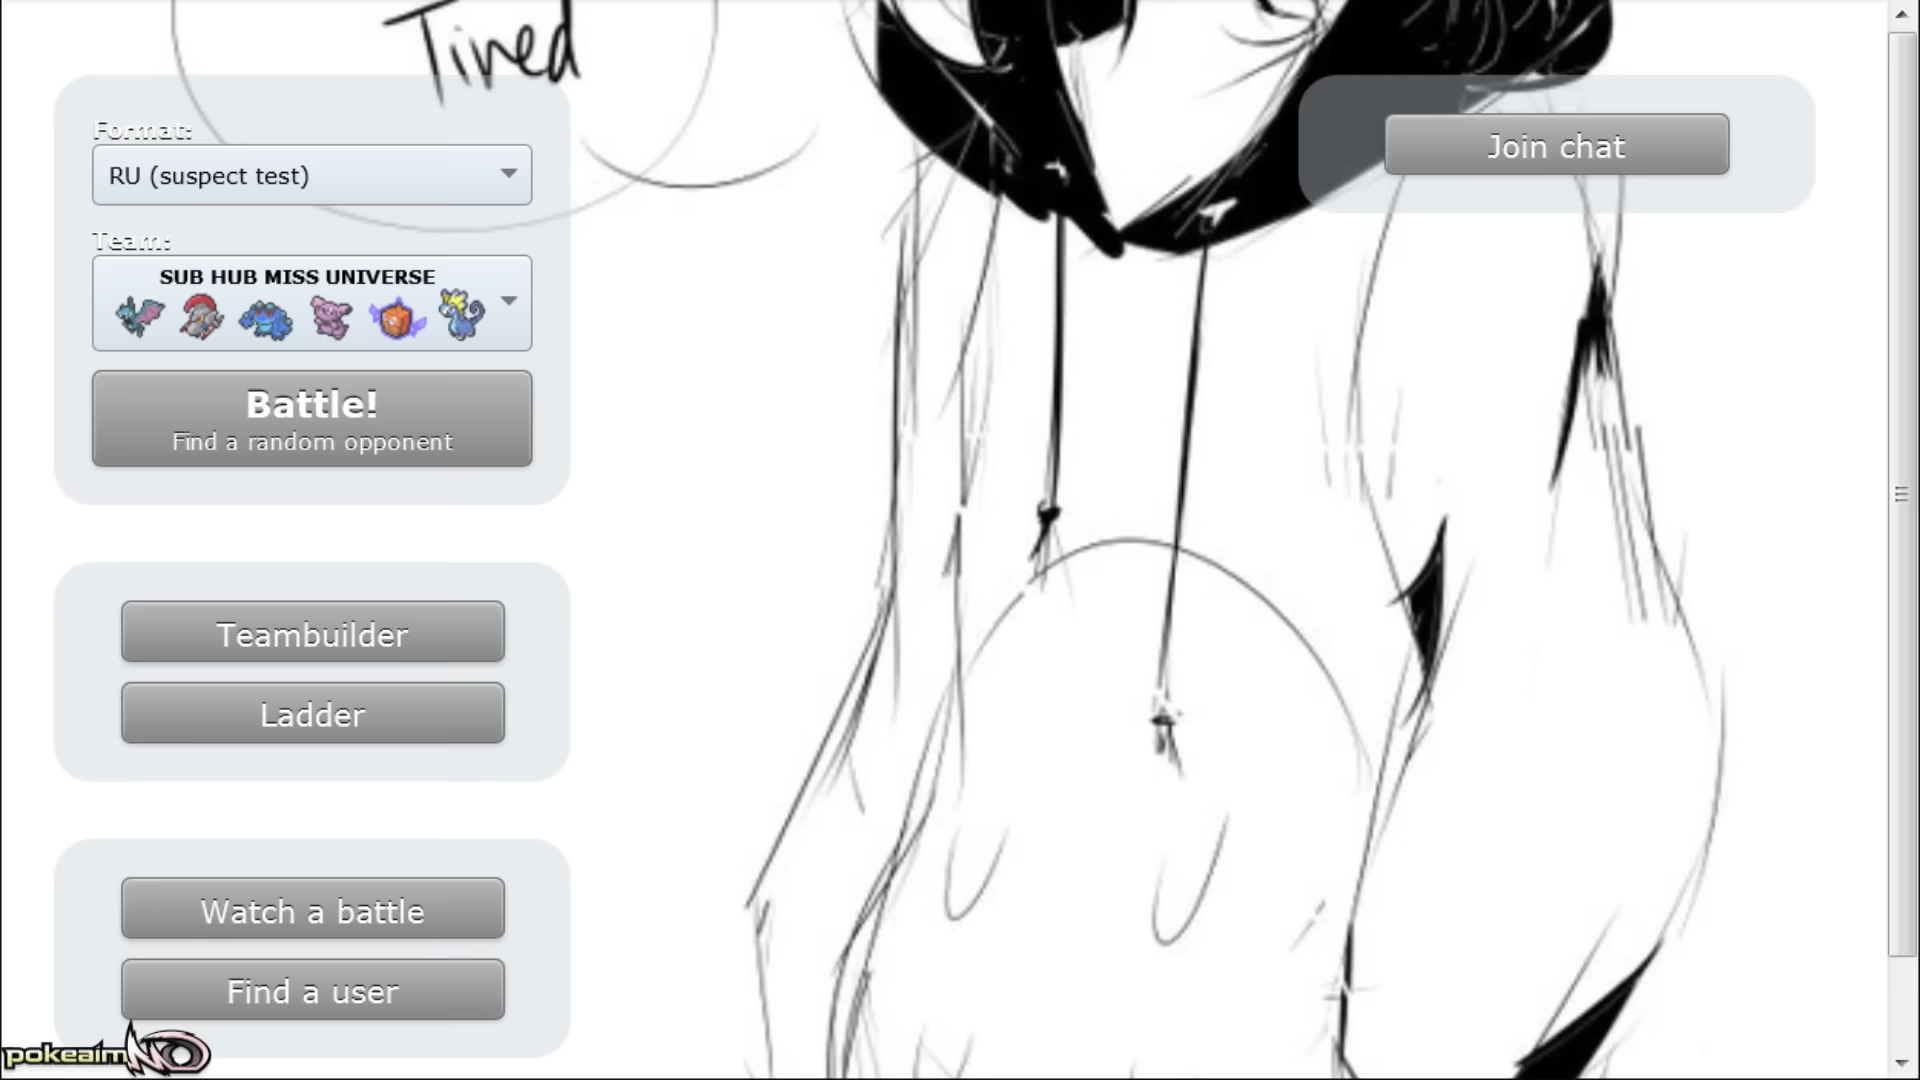 Tired
Format:
RU (suspect test)
Team:
SUB HUB MISS UNIVERSE
Battle!
Find a random opponent
Join chat
Teambuilder
Ladder
Watch a battle
Find a user
pokeaimMD